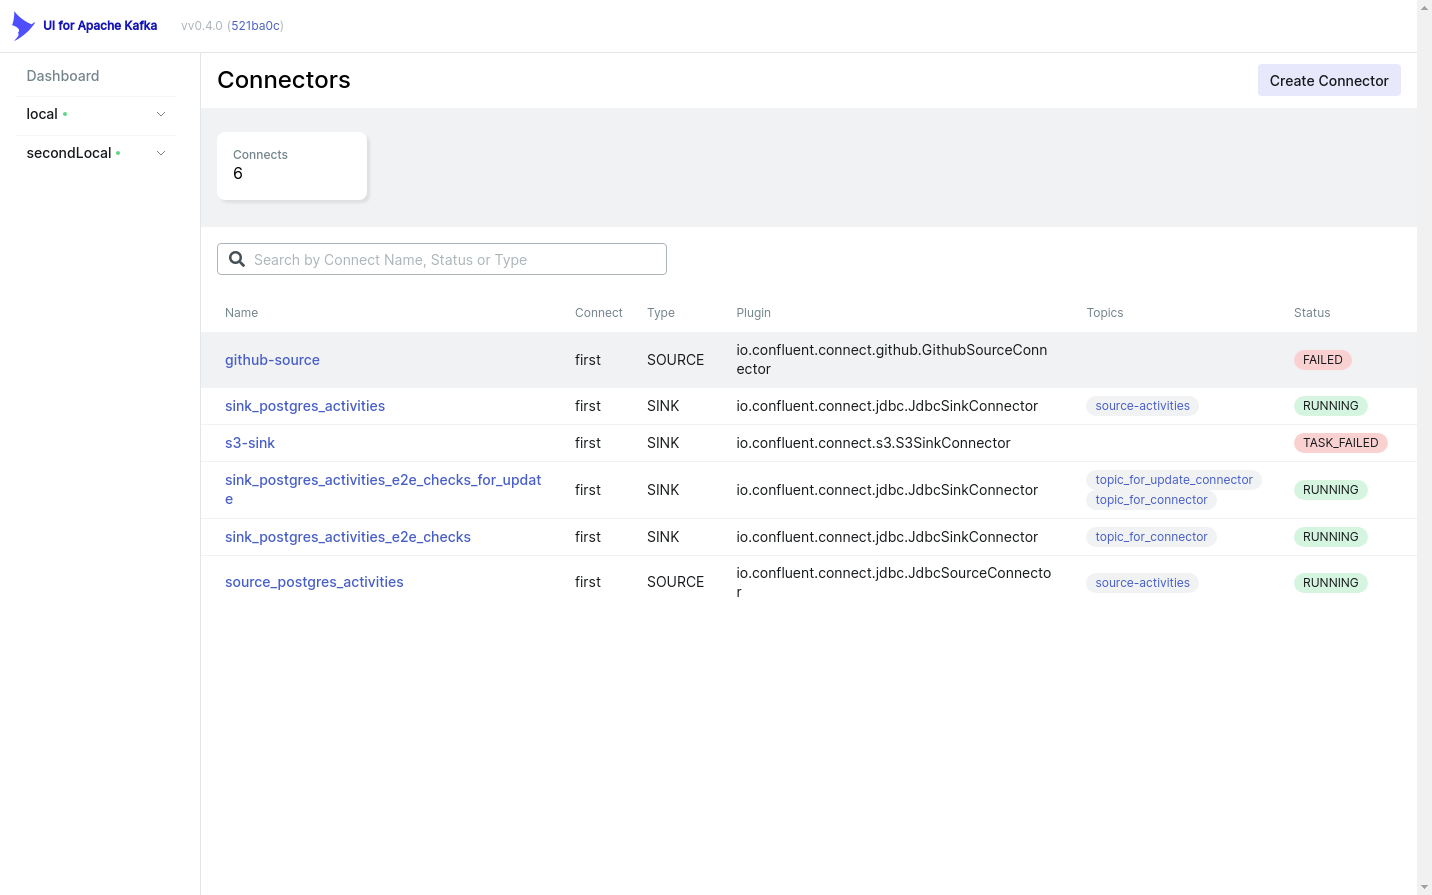 UI for Apache Kafka vv0.4.0 (521ba0c)
Dashboard
local
secondLocal
Connectors
Create Connector
Connects
6
Search by Connect Name, Status or Type
Name Connect Type Plugin Topics Status
github-source first SOURCE io.confluent.connect.github.GithubSourceConn
ector FAILED
sink_postgres_activities first SINK io.confluent.connect.jdbc.JdbcSinkConnector source-activities RUNNING
s3-sink first SINK io.confluent.connect.s3.S3SinkConnector TASK_FAILED
sink_postgres_activities_e2e_checks_for_updat
e first SINK io.confluent.connect.jdbc.JdbcSinkConnector topic_for_update_connector
topic_for_connector RUNNING
sink_postgres_activities_e2e_checks first SINK io.confluent.connect.jdbc.JdbcSinkConnector topic_for_connector RUNNING
source_postgres_activities first SOURCE io.confluent.connect.jdbc.JdbcSourceConnecto
r source-activities RUNNING